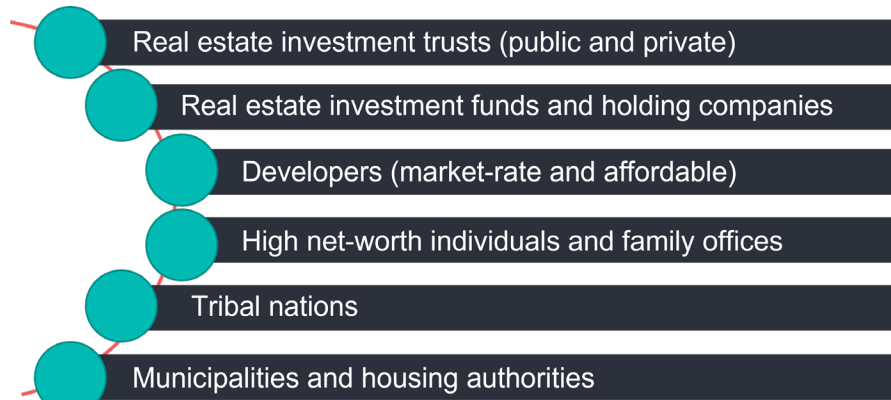 Real estate investment trusts (public and private)
Real estate investment funds and holding companies
Developers (market-rate and affordable)
High net-worth individuals and family offices
Tribal nations
Municipalities and housing authorities